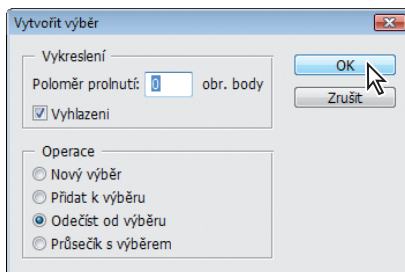 Vytvořit výběr
Vykreslení
Poloměr prolnutí: 0 obr. body
Vyhlazeni
OK
Zrušit
Operace
Nový výběr
Přidat k výběru
Odečíst od výběru
Průsečík s výběrem